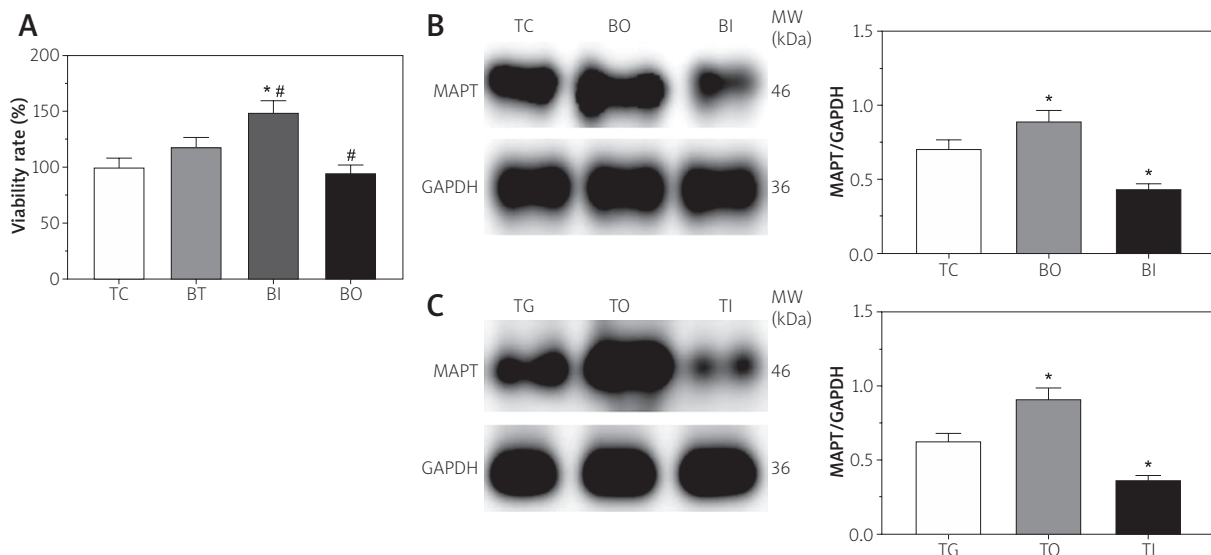 A
Viability rate (%)
200
150
100
50
0
* #
#
TC BT BI BO
B
TC BO BI MW (kDa)
MAPT 46
GAPDH 36
MAPT/GAPDH
1.5
1.0
0.5
0.0
*
*
TC BO BI
C
TG TO TI MW (kDa)
MAPT 46
GAPDH 36
MAPT/GAPDH
1.5
1.0
0.5
0.0
*
*
TG TO TI